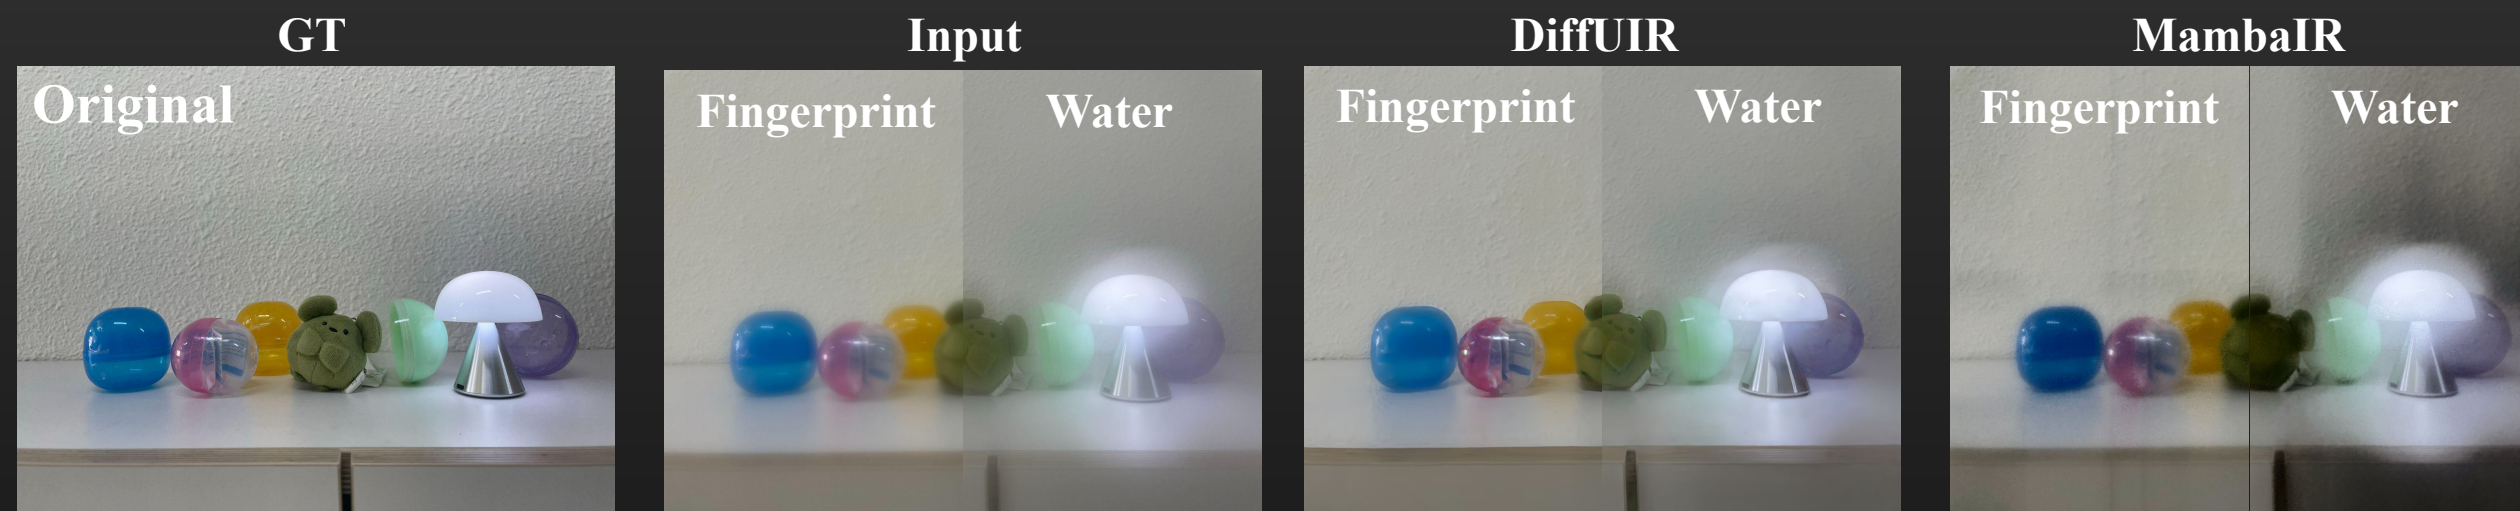 GT
Input
DiffUIR
MambaIR
Original
Fingerprint
Water
Fingerprint
Water
Fingerprint
Water